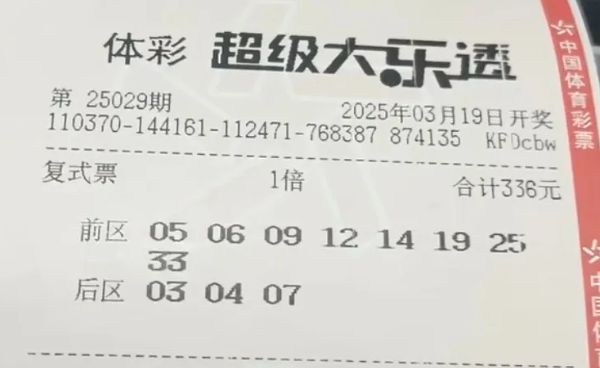 体彩 超级大乐透
第 25029期 2025年03月19日开奖
110370-144161-112471-768387 874135 KFDcbw
复式票 1倍 合计336元
前区 05 06 09 12 14 19 25
33
后区 03 04 07
中国体育彩票
中国体育